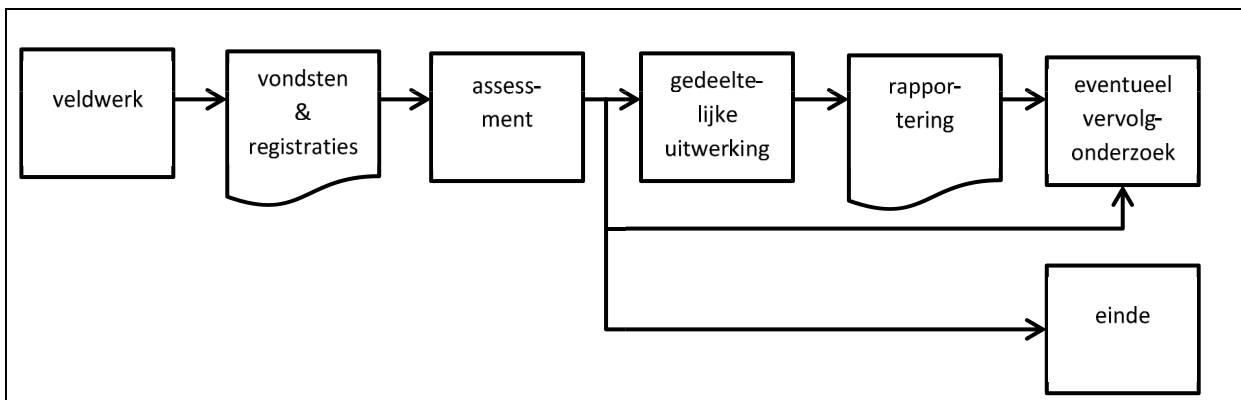 veldwerk
vondsten
&
registraties
assess-
ment
gedeelte-
lijke
uitwerking
rappor-
tering
eventueel
vervolg-
onderzoek
einde